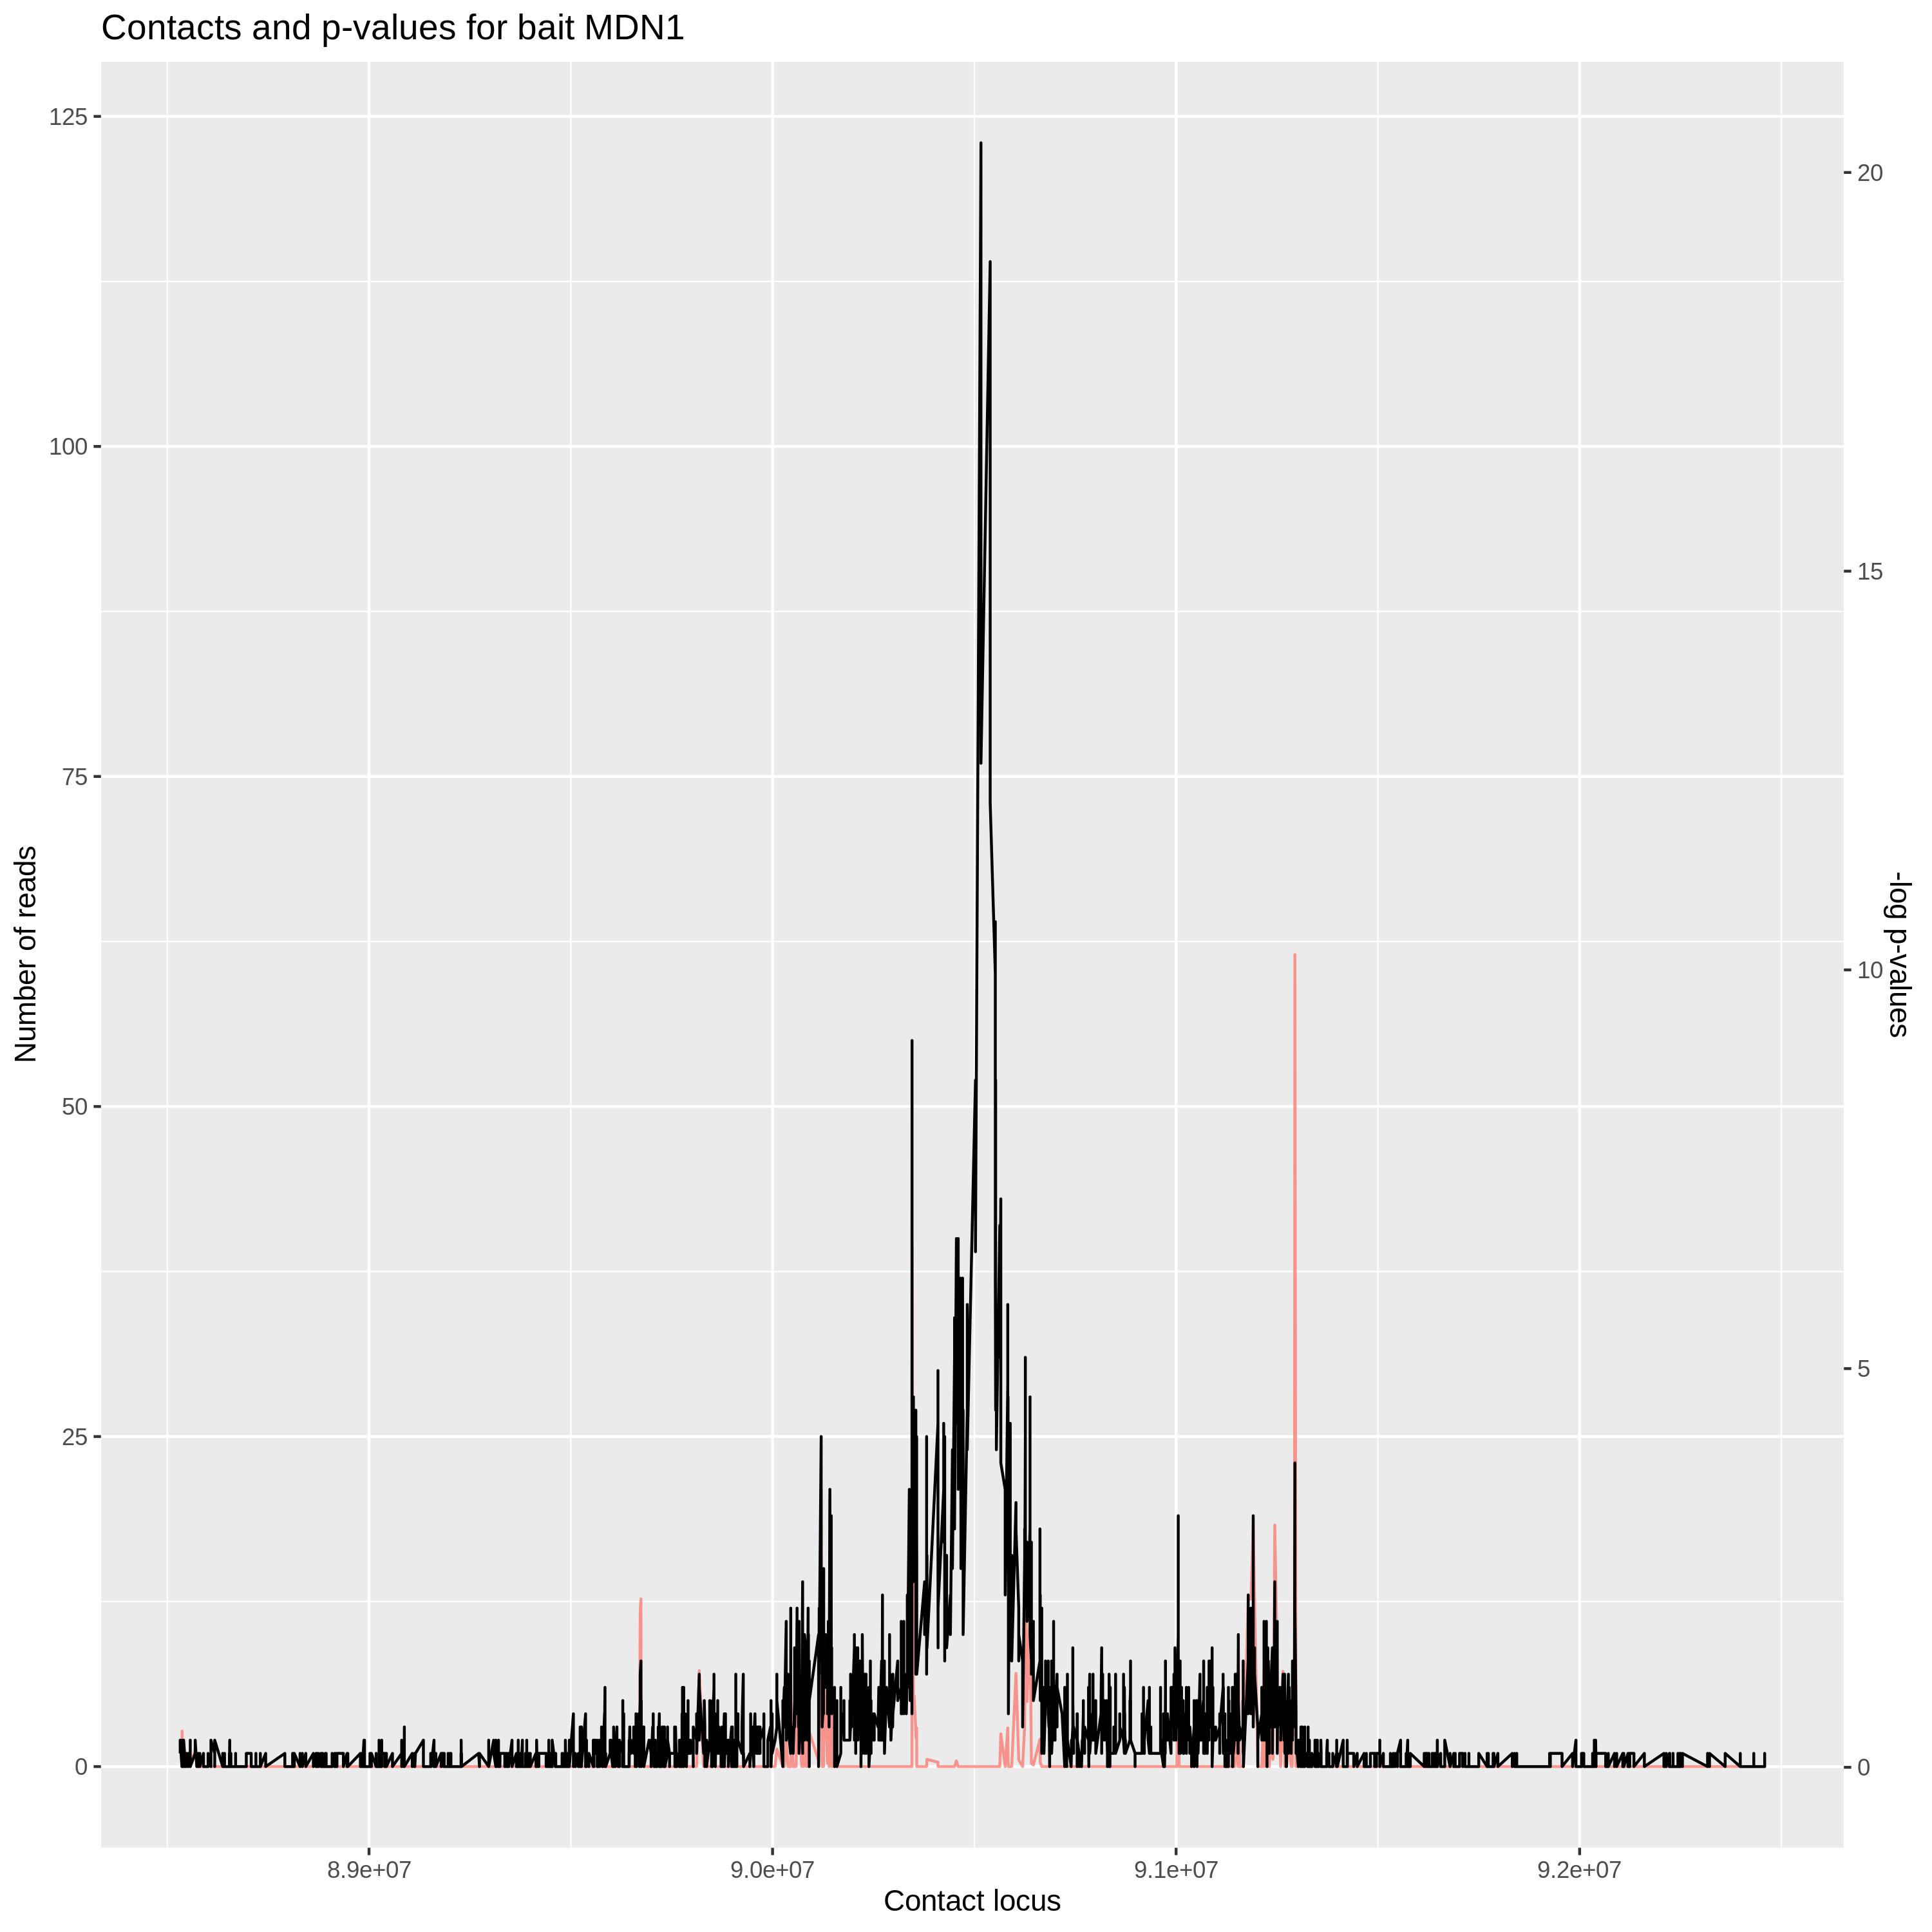 Contacts and p-values for bait MDN1
125
100
75
50
25
0
Number of reads
20
15
10
5
0
-log p-values
8.9e+07
9.0e+07
9.1e+07
9.2e+07
Contact locus